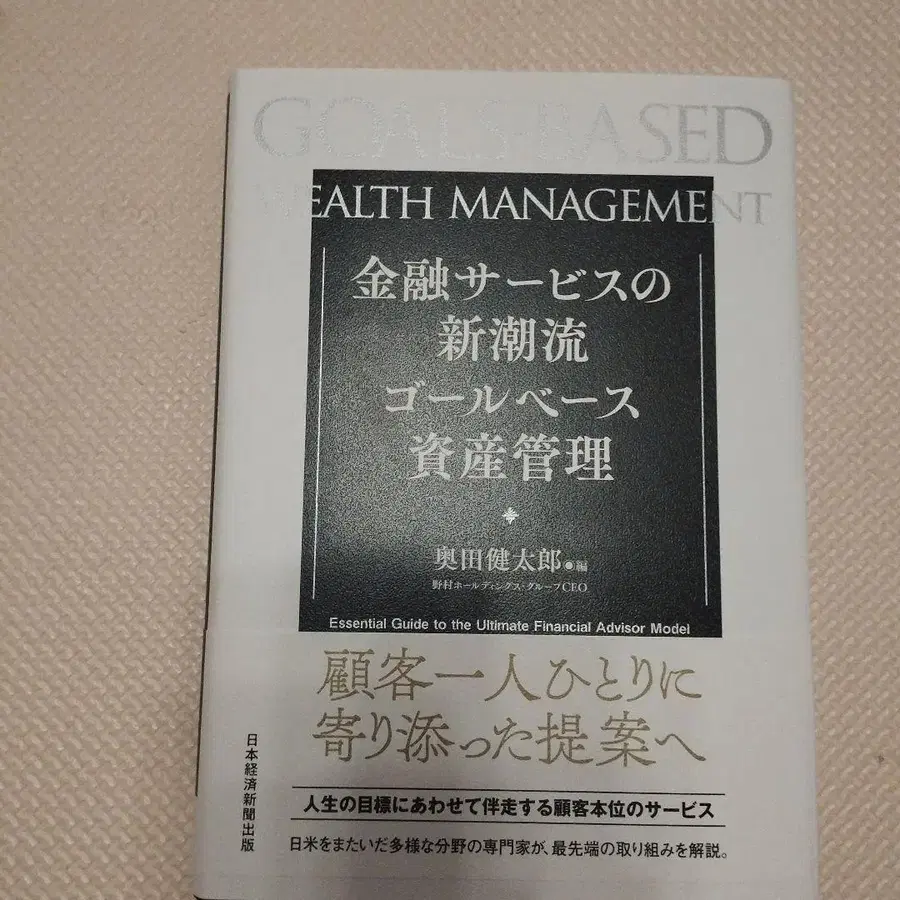 GOALS-BASED
WEALTH MANAGEMENT
金融サービスの
新潮流
ゴールベース
資産管理
奥田健太郎●編
野村ホールディングス・グループCEO
Essential Guide to the Ultimate Financial Advisor Model
顧客一人ひとりに
寄り添った提案へ
人生の目標にあわせて伴走する顧客本位のサービス
日米をまたいだ多様な分野の専門家が、最先端の取り組みを解説。
日本経済新聞出版